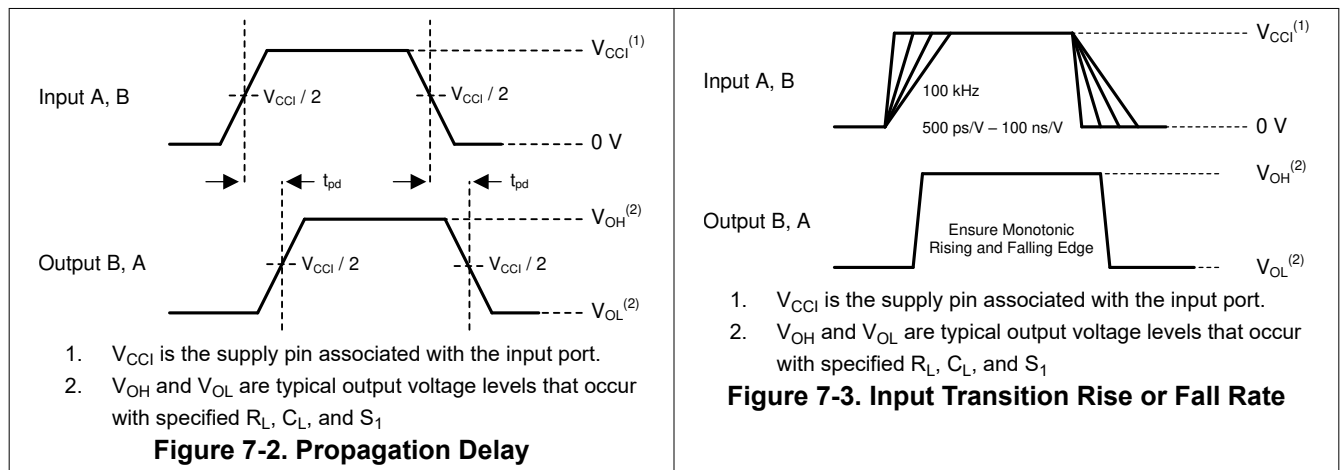 V_CCI(1)
Input A, B
V_CCI / 2
V_CCI / 2
0 V
t_pd
t_pd
V_OH(2)
Output B, A
V_CCI / 2
V_CCI / 2
V_OL(2)
1. V_CCI is the supply pin associated with the input port.
2. V_OH and V_OL are typical output voltage levels that occur
with specified R_L, C_L, and S_1
Figure 7-2. Propagation Delay
V_CCI(1)
Input A, B
100 kHz
500 ps/V – 100 ns/V
0 V
V_OH(2)
Output B, A
Ensure Monotonic
Rising and Falling Edge
V_OL(2)
1. V_CCI is the supply pin associated with the input port.
2. V_OH and V_OL are typical output voltage levels that occur
with specified R_L, C_L, and S_1
Figure 7-3. Input Transition Rise or Fall Rate